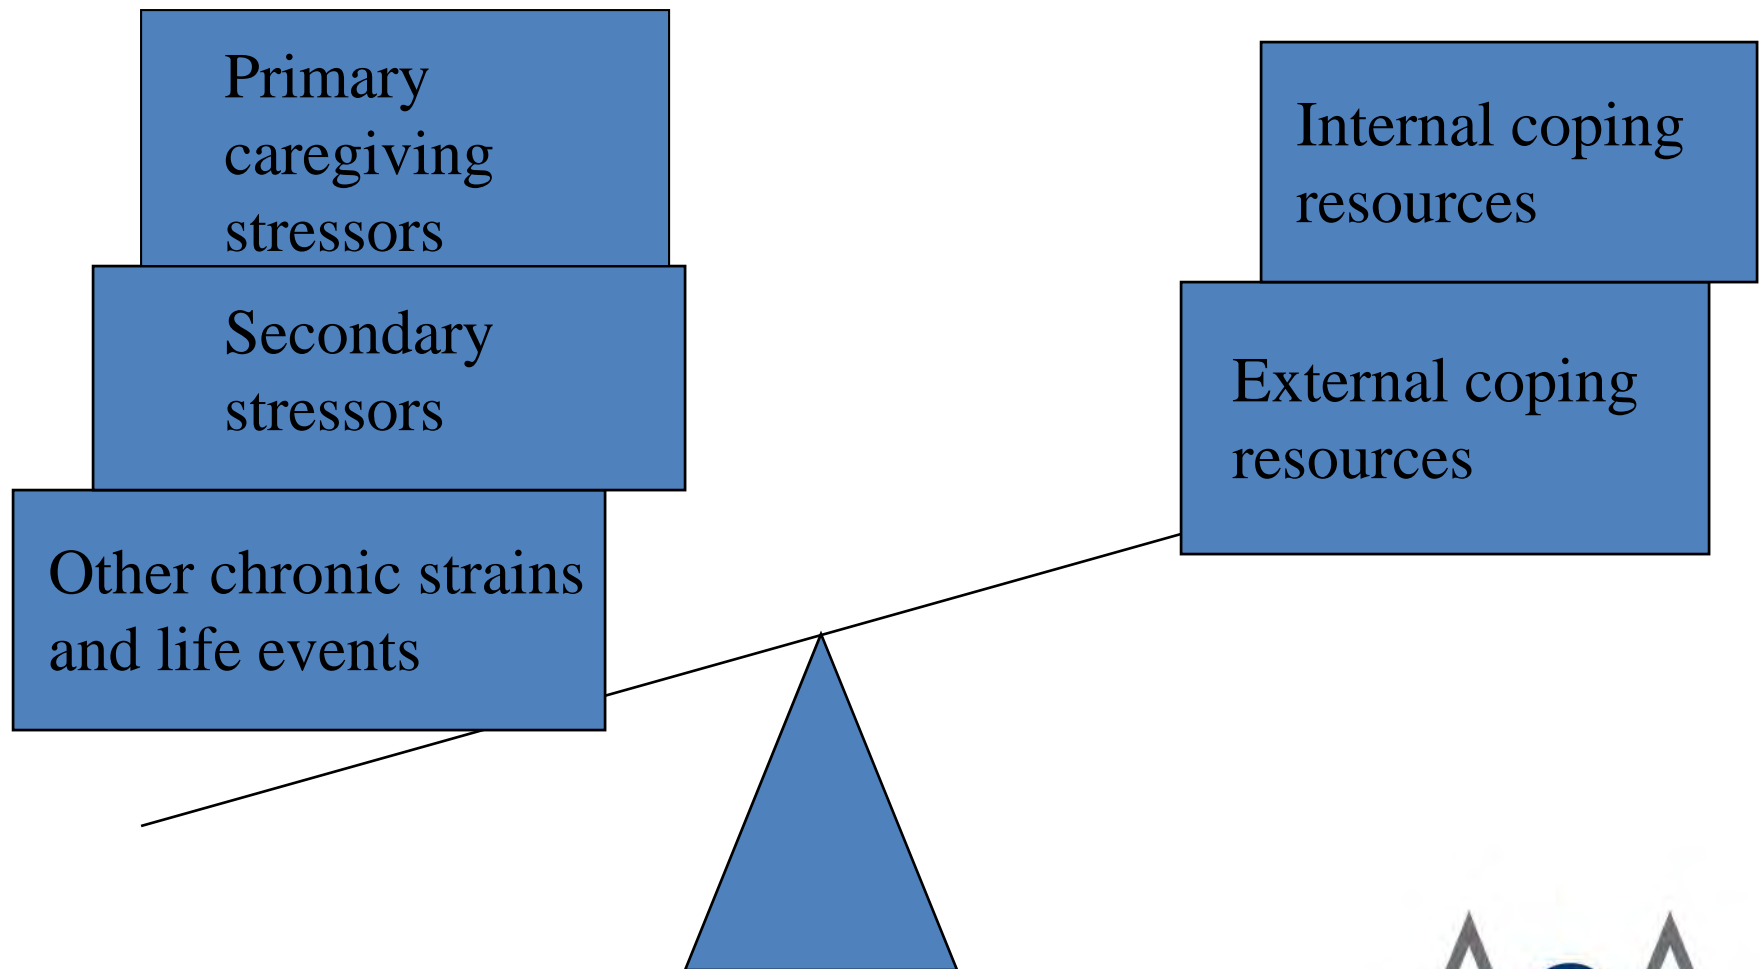 Primary
caregiving
stressors
Secondary
stressors
Other chronic strains
and life events
Internal coping
resources
External coping
resources